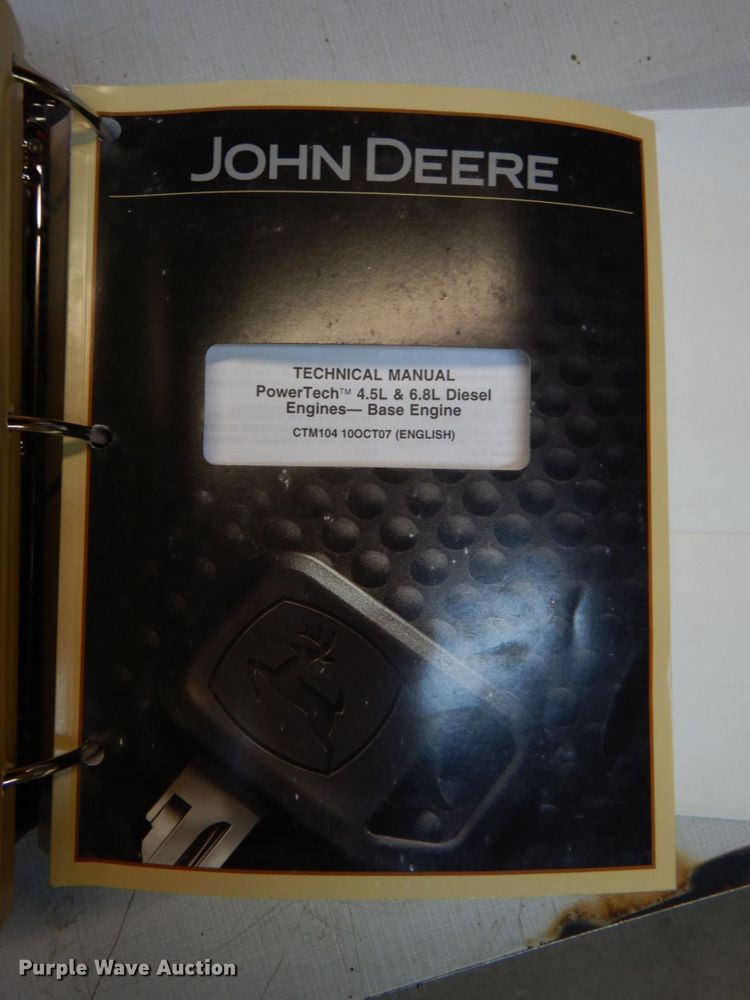 JOHN DEERE
TECHNICAL MANUAL
PowerTech™ 4.5L & 6.8L Diesel
Engines— Base Engine
CTM104 10OCT07 (ENGLISH)
Purple Wave Auction